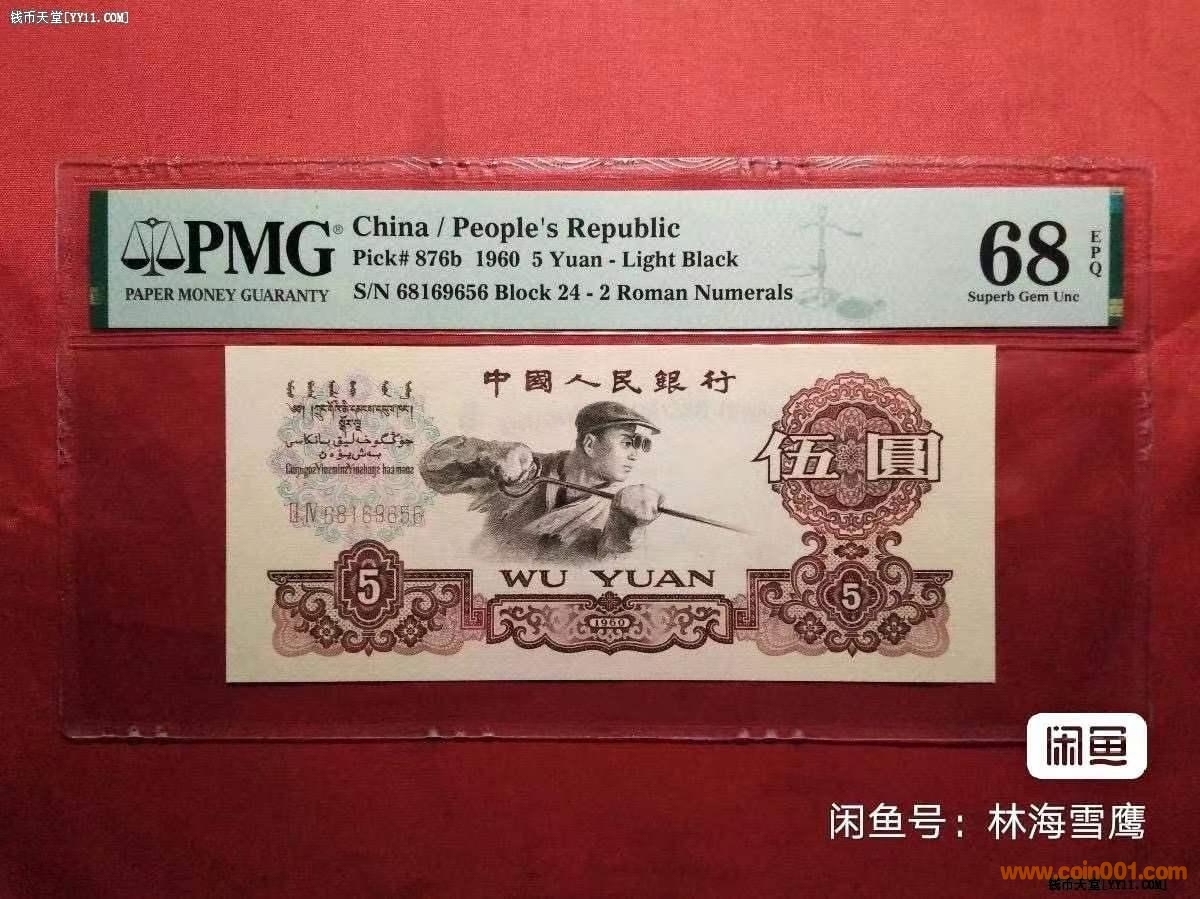 钱币天堂[YY11.COM]
PMG®
PAPER MONEY GUARANTY
China / People's Republic
Pick# 876b 1960 5 Yuan - Light Black
S/N 68169656 Block 24 - 2 Roman Numerals
68
EPQ
Superb Gem Unc
中國人民銀行
伍圓
ⅡⅣ 68169656
5
WU YUAN
5
1960
闲鱼
闲鱼号：林海雪鹰
www.coin001.com
钱币天堂[YY11.COM]